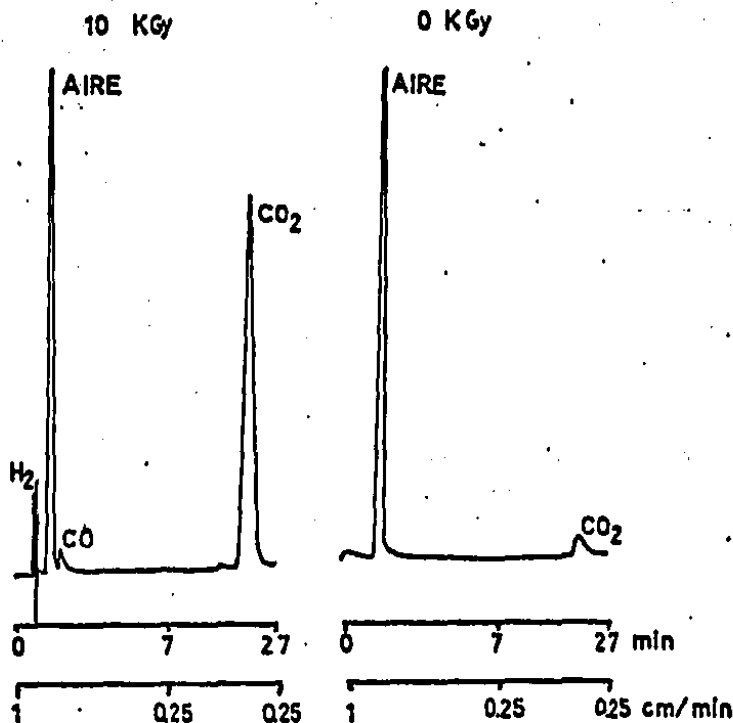 10 KGy
0 KGy
AIRE
AIRE
CO2
H2
CO
CO2
0 7 27
0 7 27 min
1 0.25 0.25
1 0.25 0.25 cm/min